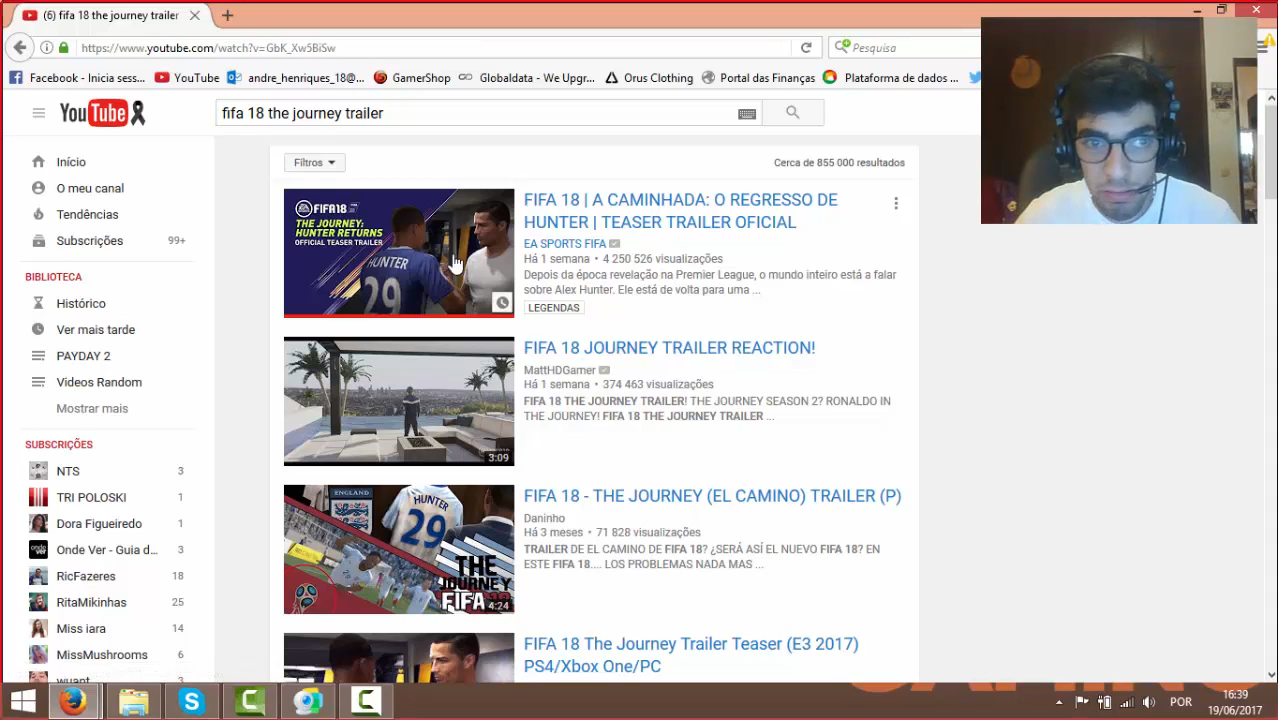 (6) fifa 18 the journey trailer
https://www.youtube.com/watch?v=GbK_Xw5BiSw
Pesquisa
Facebook - Inicia sess...
YouTube
andre_henriques_18@...
GamerShop
Globaldata - We Upgr...
Orus Clothing
Portal das Finanças
Plataforma de dados ...
YouTube
fifa 18 the journey trailer
Início
O meu canal
Tendências
Subscrições 99+
BIBLIOTECA
Histórico
Ver mais tarde
PAYDAY 2
Videos Random
Mostrar mais
SUBSCRIÇÕES
NTS 3
TRI POLOSKI 1
Dora Figueiredo 1
Onde Ver - Guia d... 3
RicFazeres 18
RitaMikinhas 25
Miss iara 14
MissMushrooms 6
wuant
Filtros
Cerca de 855 000 resultados
EA SPORTS FIFA18
THE JOURNEY:
HUNTER RETURNS
OFFICIAL TEASER TRAILER
HUNTER
29
FIFA 18 | A CAMINHADA: O REGRESSO DE
HUNTER | TEASER TRAILER OFICIAL
EA SPORTS FIFA
Há 1 semana • 4 250 526 visualizações
Depois da época revelação na Premier League, o mundo inteiro está a falar
sobre Alex Hunter. Ele está de volta para uma ...
LEGENDAS
3:09
FIFA 18 JOURNEY TRAILER REACTION!
MattHDGamer
Há 1 semana • 374 463 visualizações
FIFA 18 THE JOURNEY TRAILER! THE JOURNEY SEASON 2? RONALDO IN
THE JOURNEY! FIFA 18 THE JOURNEY TRAILER ...
ENGLAND
HUNTER
29
THE
JOURNEY
FIFA
4:24
FIFA 18 - THE JOURNEY (EL CAMINO) TRAILER (P)
Daninho
Há 3 meses • 71 828 visualizações
TRAILER DE EL CAMINO DE FIFA 18? ¿SERÁ ASÍ EL NUEVO FIFA 18? EN
ESTE FIFA 18.... LOS PROBLEMAS NADA MAS ...
FIFA 18 The Journey Trailer Teaser (E3 2017)
PS4/Xbox One/PC
POR
16:39
19/06/2017